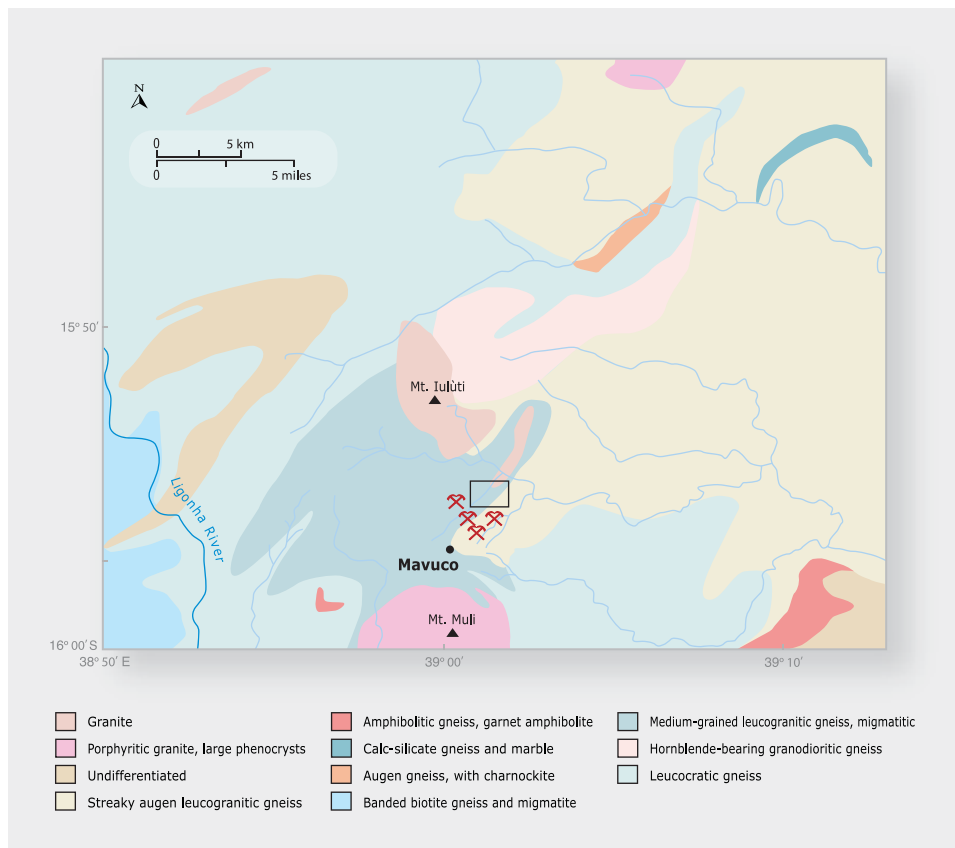 N
0 5 km
0 5 miles
15° 50'
Mt. Iulùti
Ligonha River
Mavuco
Mt. Muli
16° 00' S
38° 50' E 39° 00' 39° 10'
Granite
Porphyritic granite, large phenocrysts
Undifferentiated
Streaky augen leucogranitic gneiss
Amphibolitic gneiss, garnet amphibolite
Calc-silicate gneiss and marble
Augen gneiss, with charnockite
Banded biotite gneiss and migmatite
Medium-grained leucogranitic gneiss, migmatitic
Hornblende-bearing granodioritic gneiss
Leucocratic gneiss